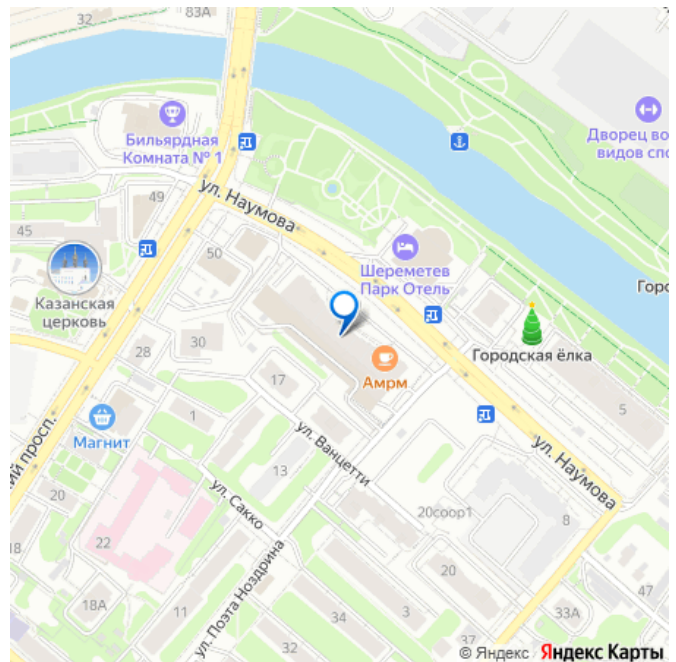 32
83А
Бильярдная
Комната № 1
Дворец во
видов спо
ул. Наумова
49
45
50
Шереметев
Парк Отель
Казанская
церковь
Горо
Городская ёлка
28
30
Амрм
17
5
1
Магнит
ий просп.
ул. Ванцетти
ул. Наумова
13
ул. Сакко
20
20соор1
8
18
22
ул. Поэта Ноздрина
20
47
18А
11
34
3
33А
32
© Яндекс Яндекс Карты